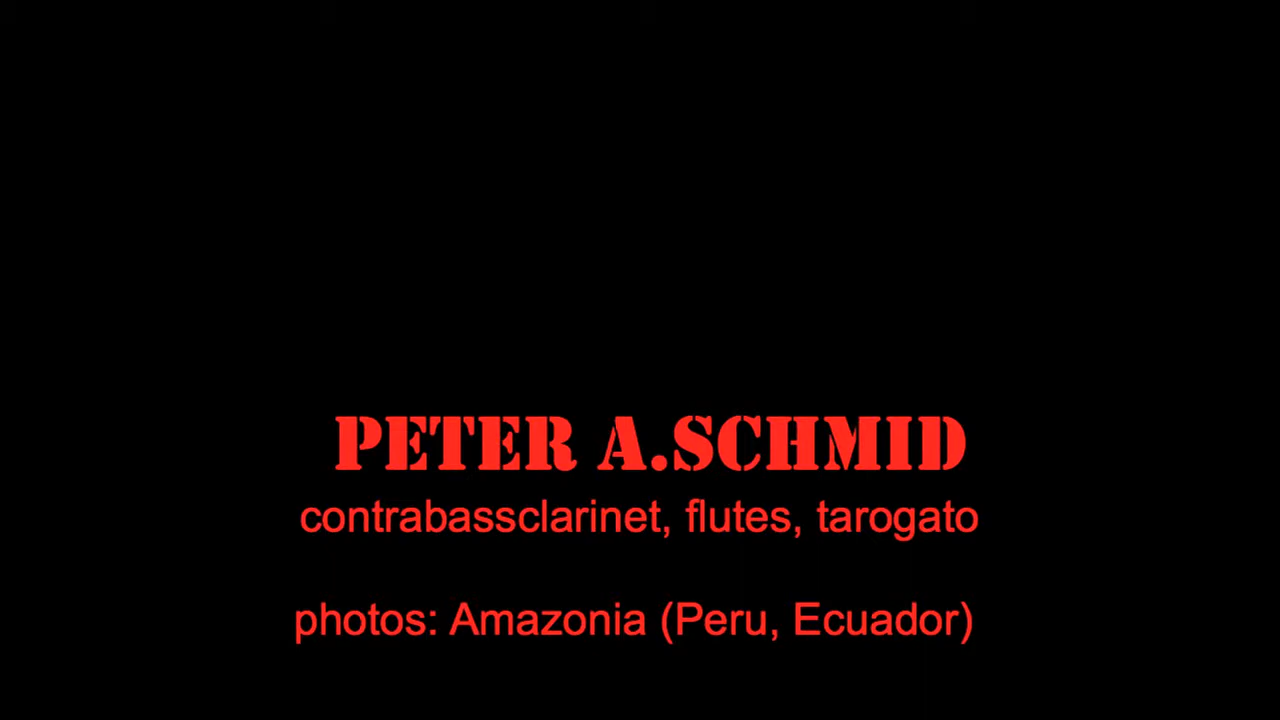 PETER A.SCHMID
contrabassclarinet, flutes, tarogato
photos: Amazonia (Peru, Ecuador)